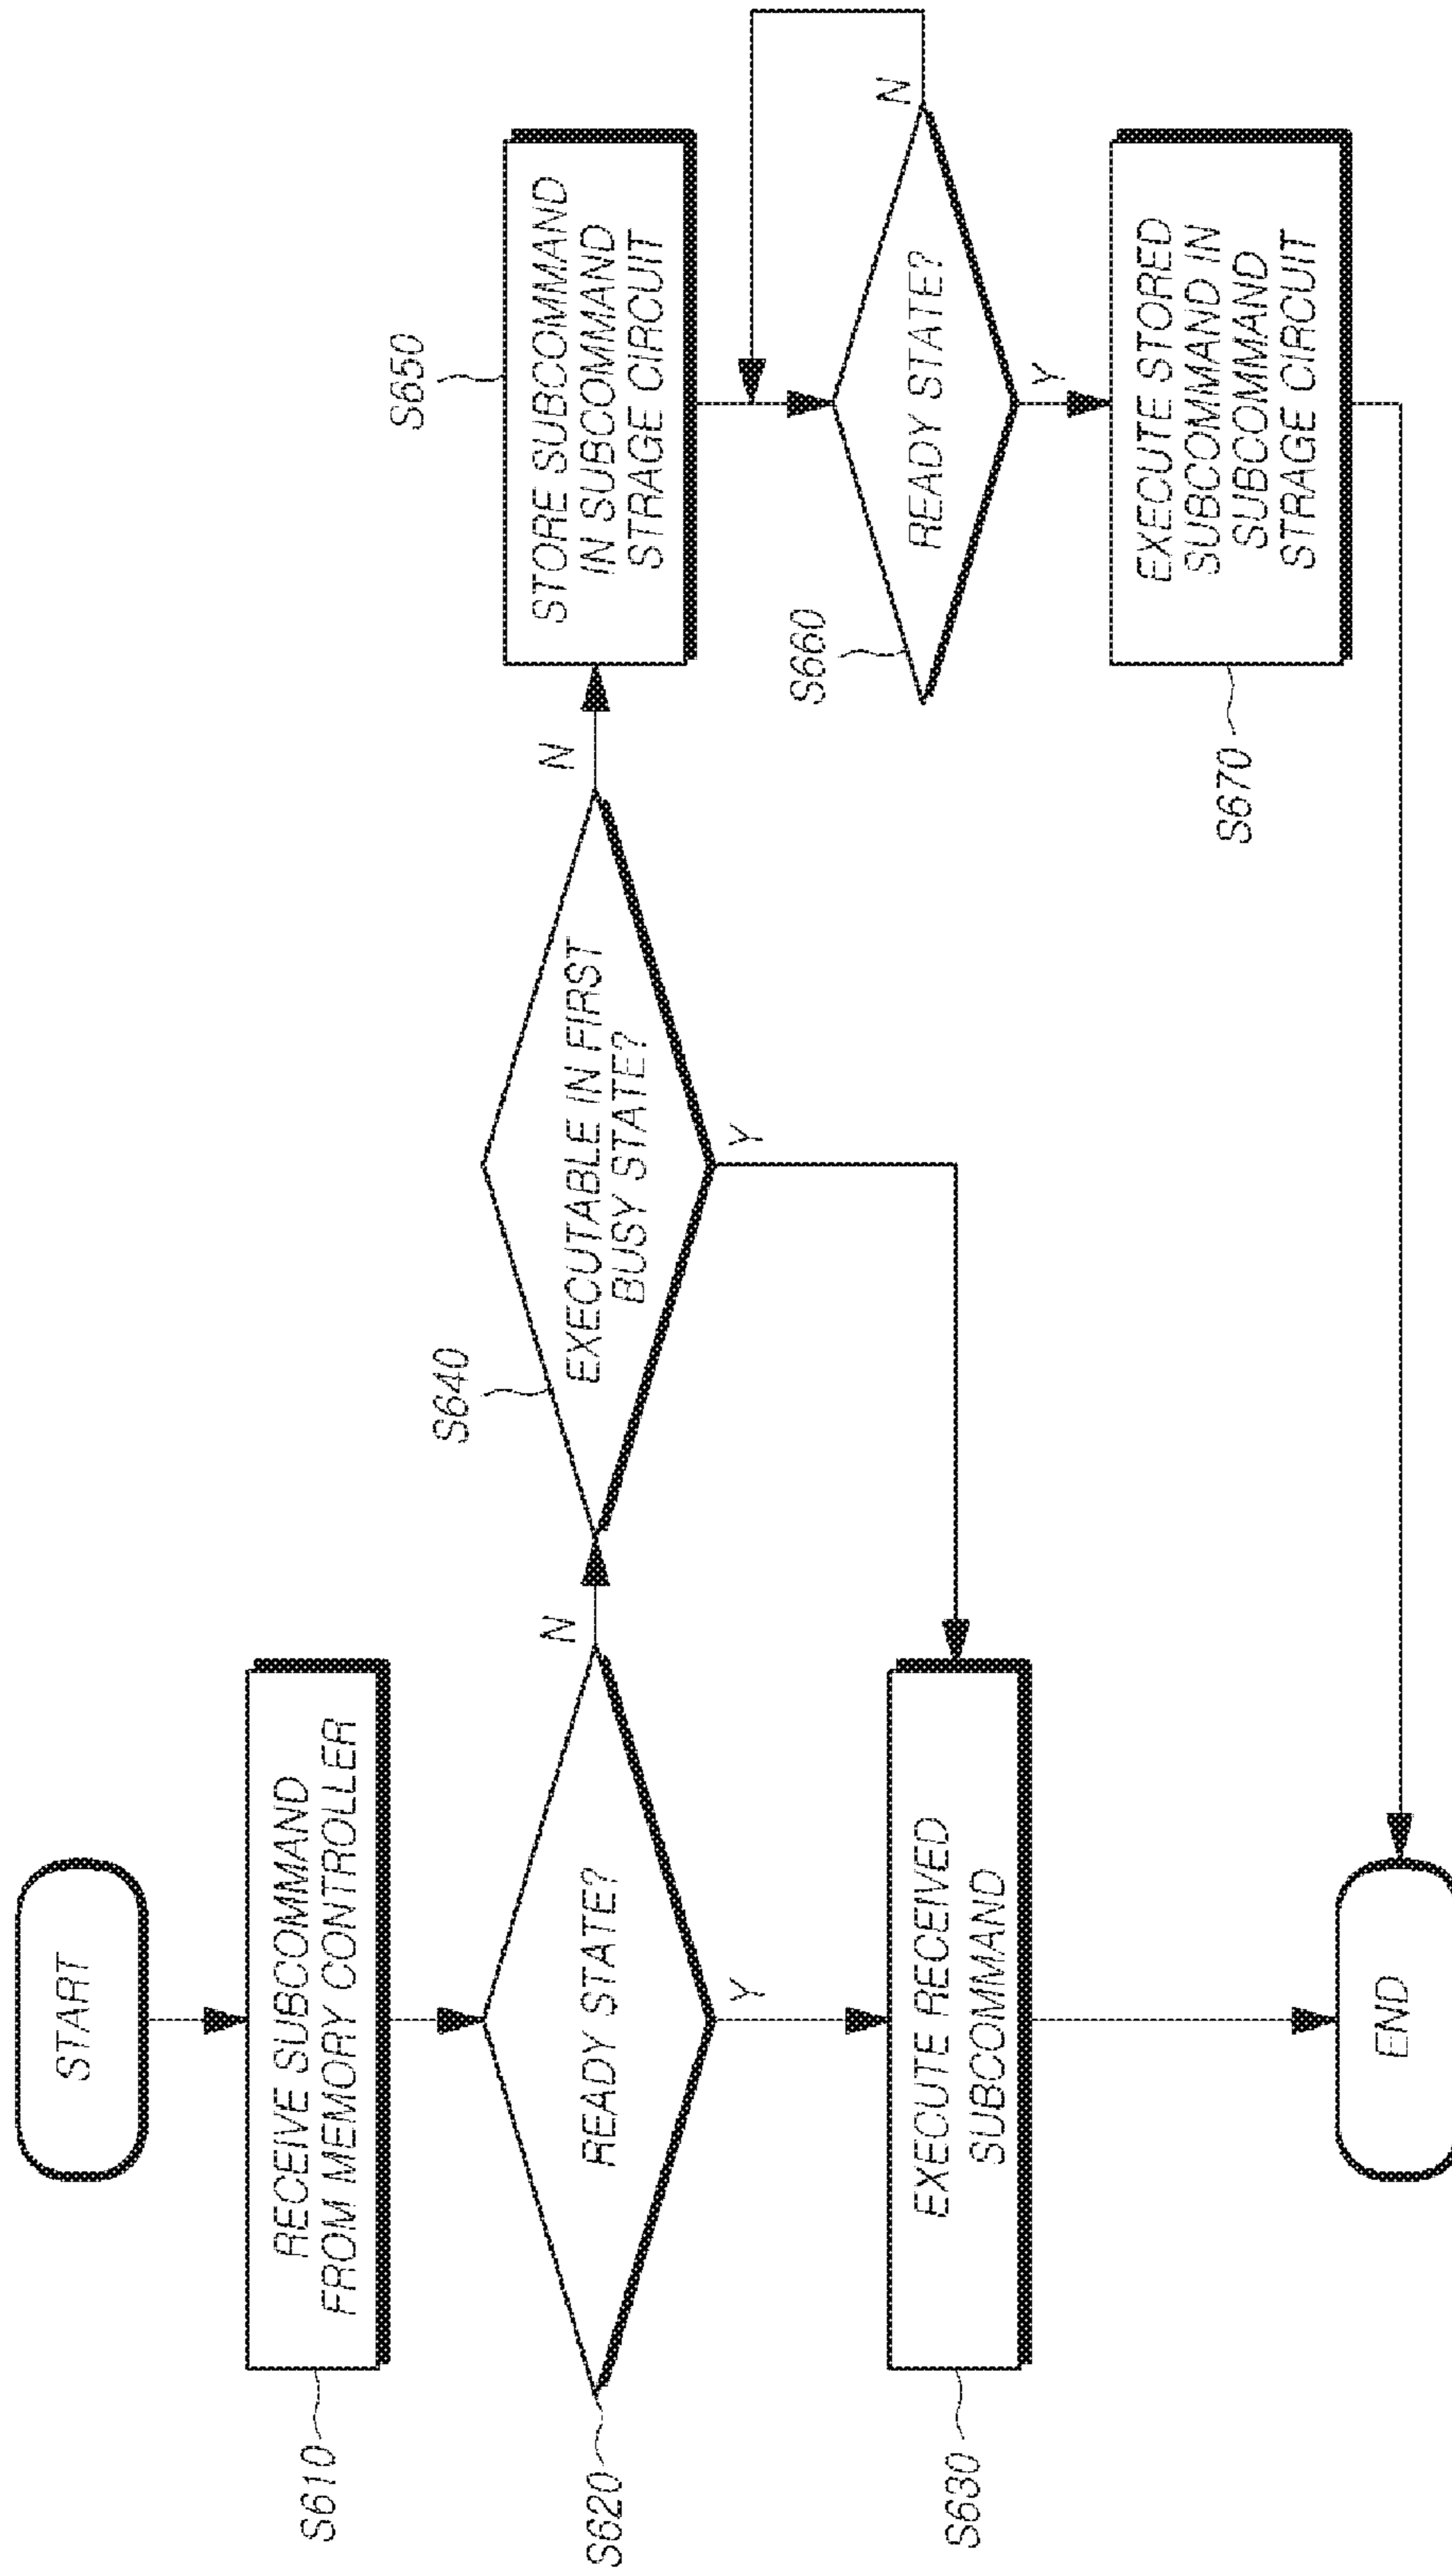 START
RECEIVE SUBCOMMAND
FROM MEMORY CONTROLLER
S610
READY STATE?
S620
N
Y
EXECUTABLE IN FIRST
BUSY STATE?
S640
N
Y
STORE SUBCOMMAND
IN SUBCOMMAND
STRAGE CIRCUIT
S650
READY STATE?
S660
N
Y
EXECUTE RECEIVED
SUBCOMMAND
S630
EXECUTE STORED
SUBCOMMAND IN
SUBCOMMAND
STRAGE CIRCUIT
S670
END